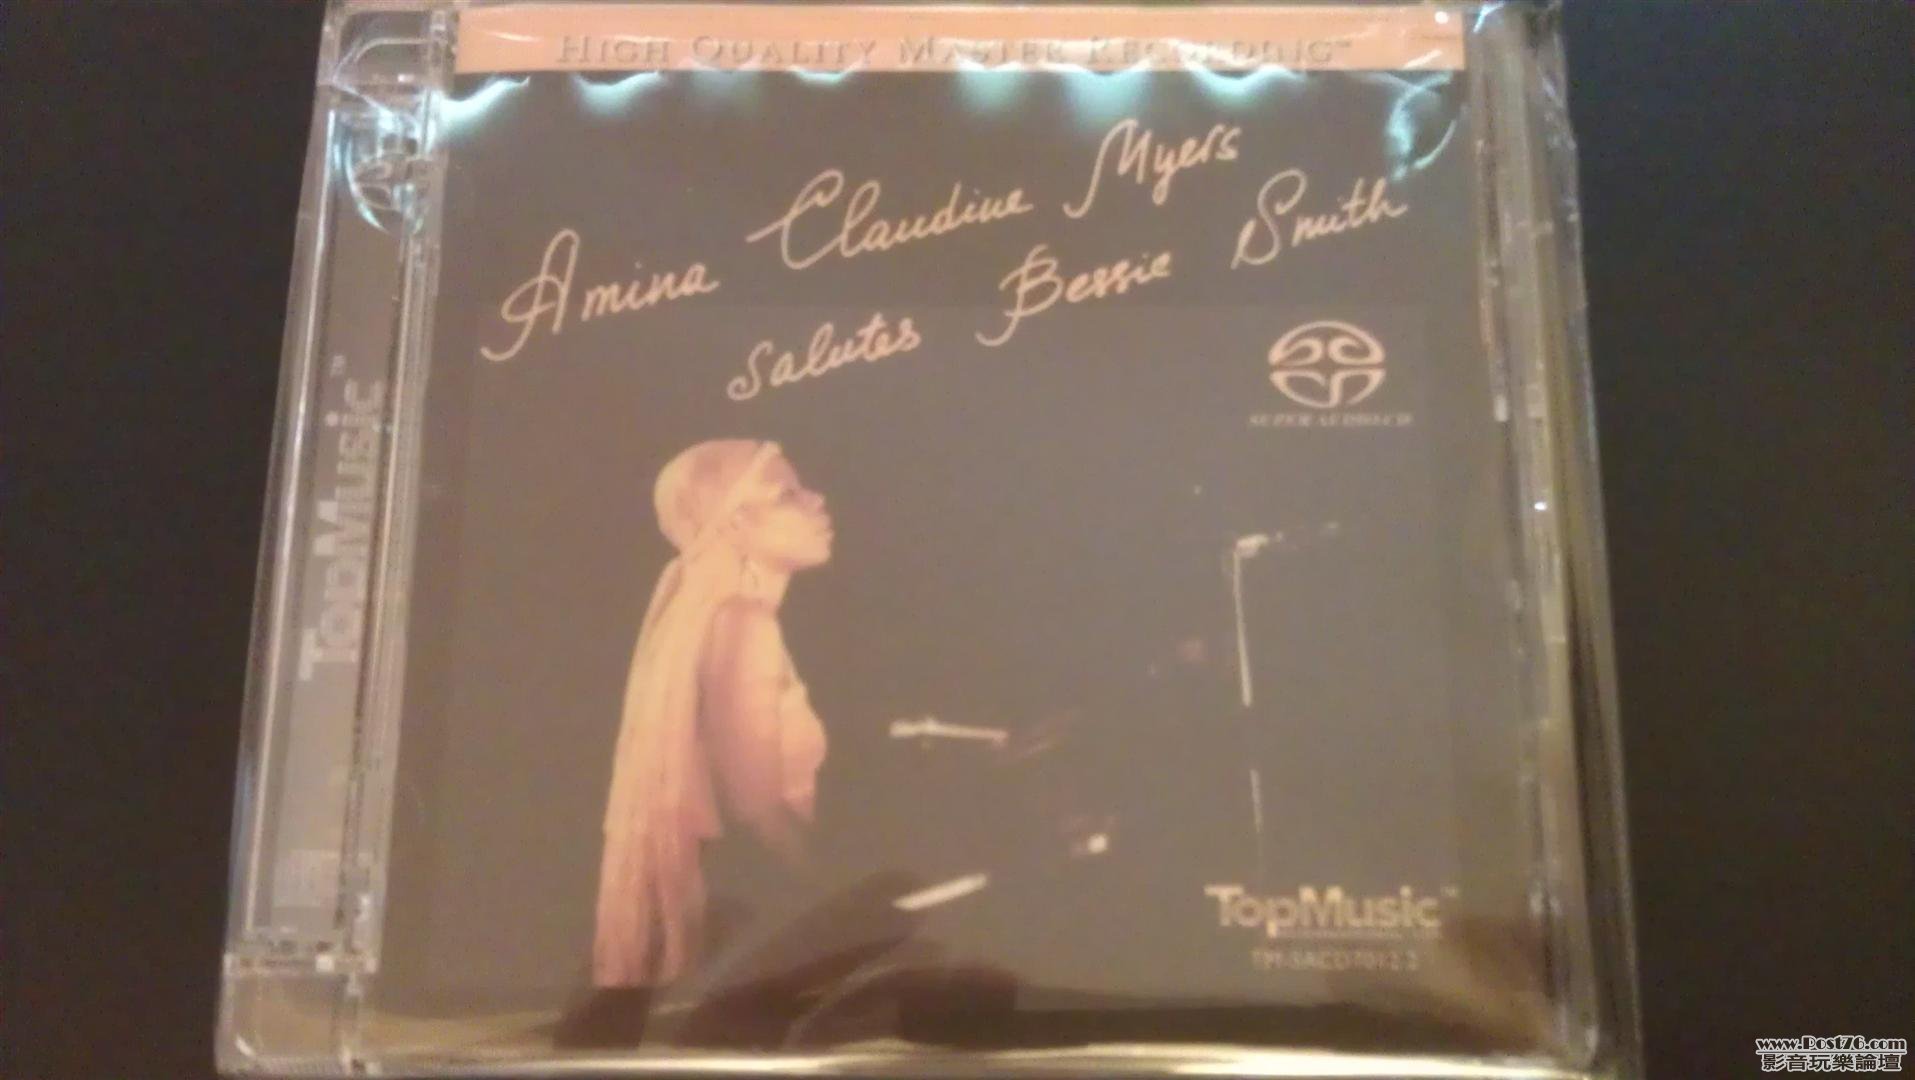 HIGH QUALITY MASTER RECORDING™
Amina Claudine Myers
Salutes Bessie Smith
SUPER AUDIO CD
TopMusic™
TopMusic™
www.Post76.com
影音玩樂論壇